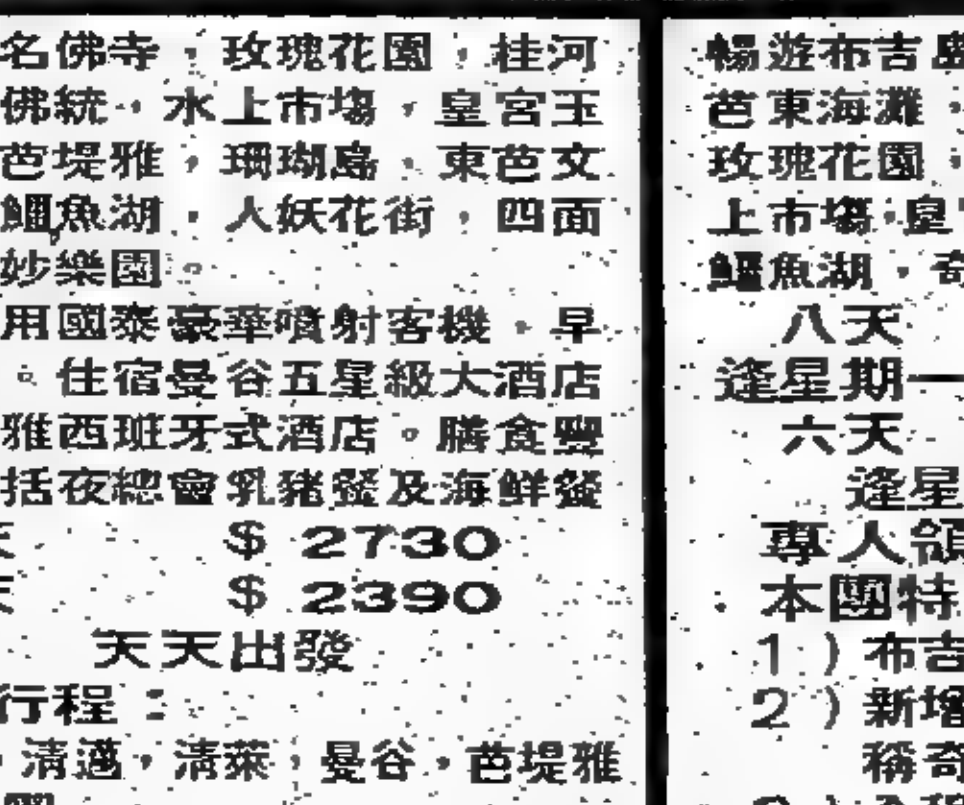 名佛寺，玫瑰花園，桂河
佛統，水上市場，皇宮玉
芭堤雅，珊瑚島，東芭文
鱷魚湖，人妖花街，四面
妙樂園。
用國泰豪華噴射客機。早
。住宿曼谷五星級大酒店
雅西班牙式酒店。膳食豐
括夜總會乳豬餐及海鮮餐
天 $2730
天 $2390
天天出發
行程：
，清邁，清萊，曼谷，芭堤雅
暢遊布吉
芭東海灘，
玫瑰花園，
上市場，皇
鱷魚湖，奇
八天
逢星期一
六天
逢星
專人領
本團特
1）布吉
2）新增
稱奇